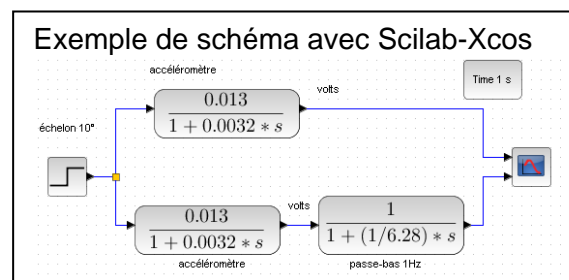 Exemple de schéma avec Scilab-Xcos
accéléromètre
volts
Time 1 s
0.013
1 + 0.0032 * s
échelon 10°
0.013
1 + 0.0032 * s
volts
1
1 + (1/6.28) * s
accéléromètre
passe-bas 1Hz